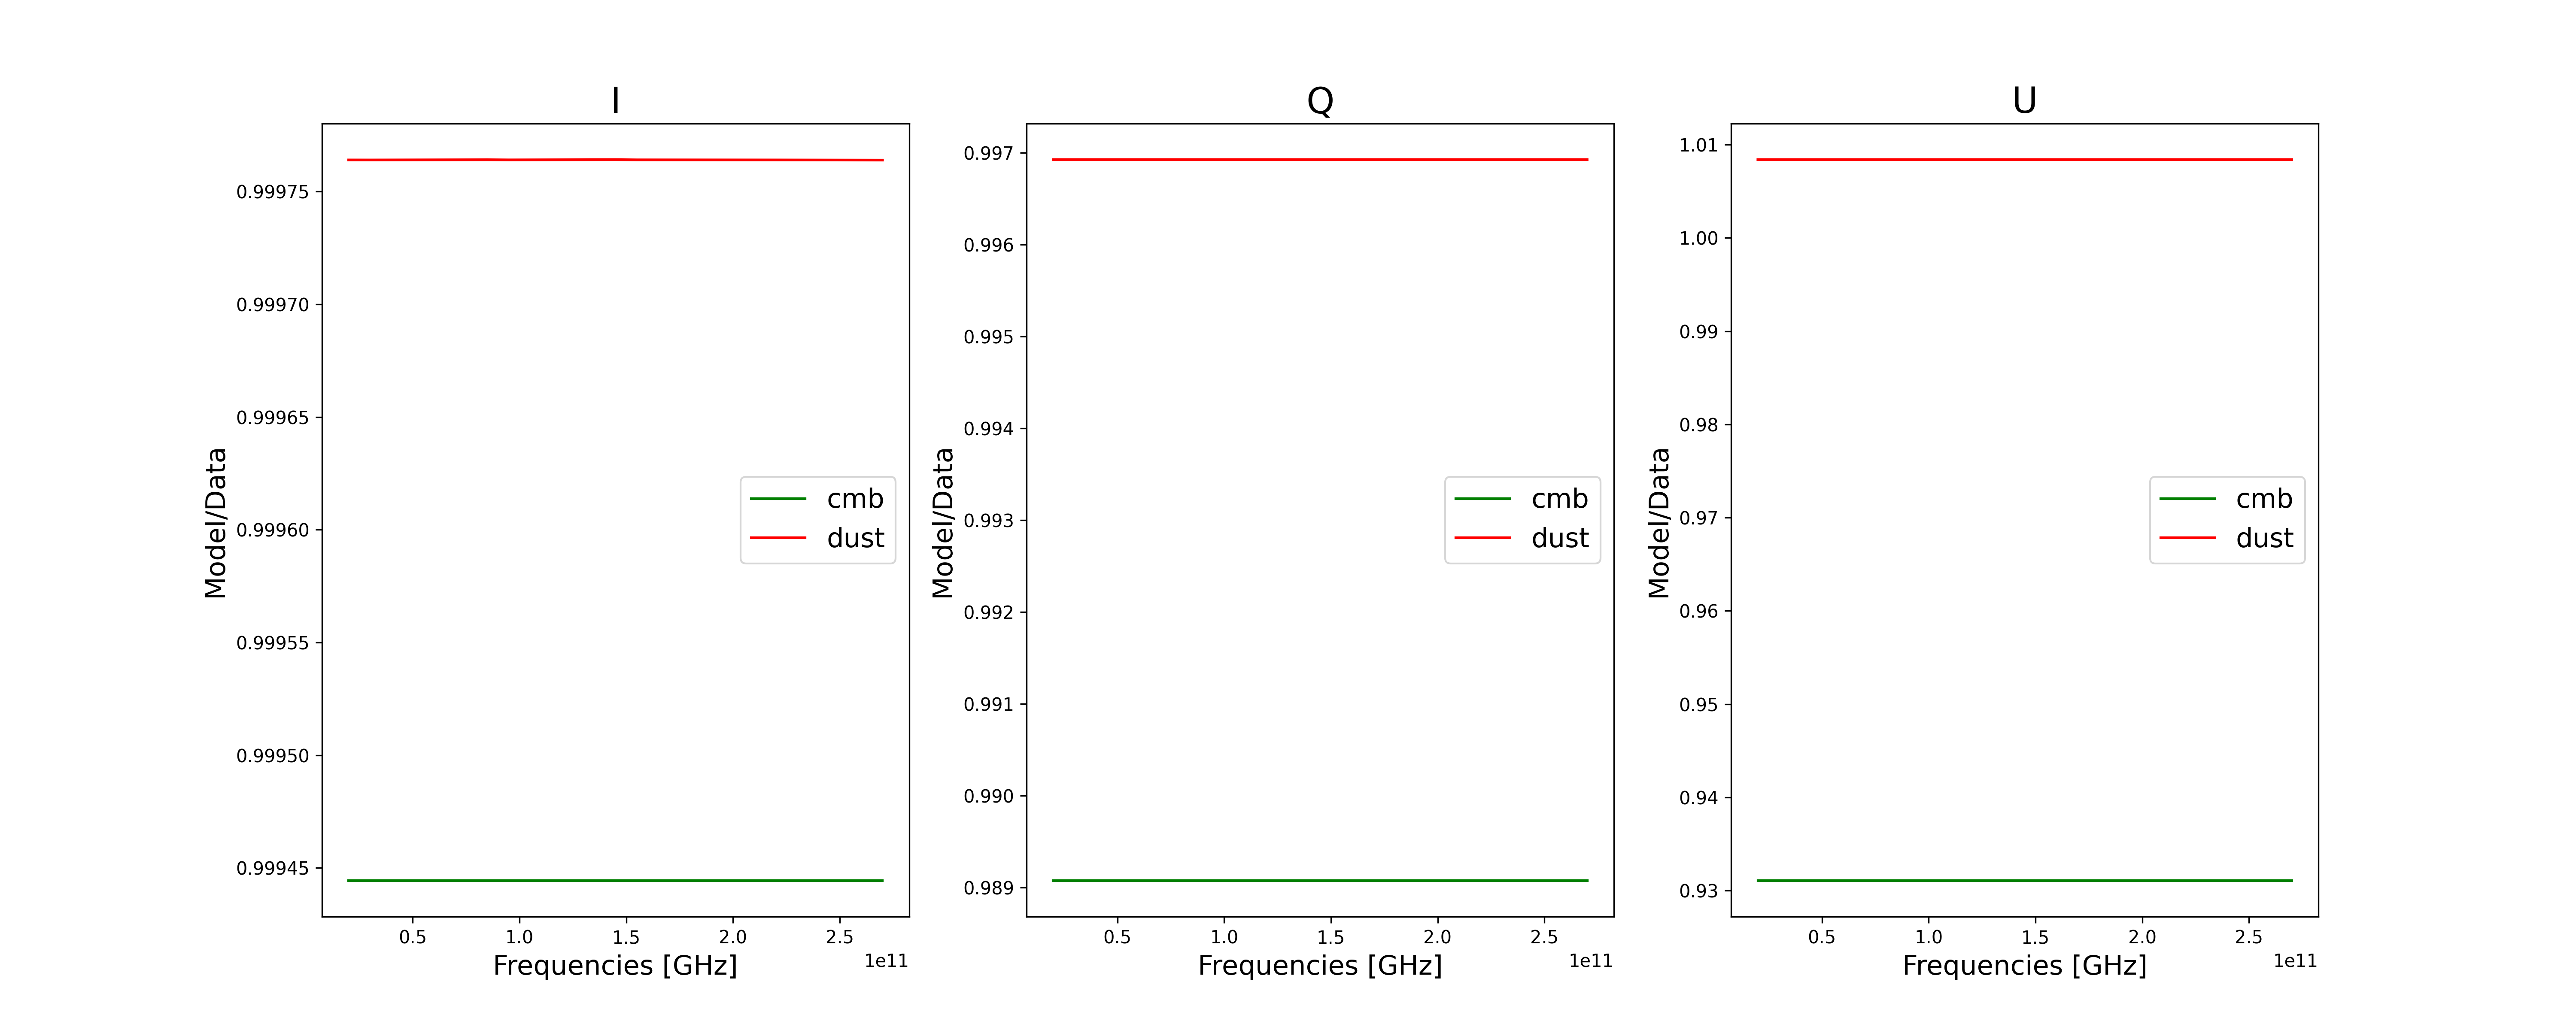 I
Model/Data
0.99975
0.99970
0.99965
0.99960
0.99955
0.99950
0.99945
cmb
dust
0.5 1.0 1.5 2.0 2.5
Frequencies [GHz]
1e11
Q
Model/Data
0.997
0.996
0.995
0.994
0.993
0.992
0.991
0.990
0.989
cmb
dust
0.5 1.0 1.5 2.0 2.5
Frequencies [GHz]
1e11
U
Model/Data
1.01
1.00
0.99
0.98
0.97
0.96
0.95
0.94
0.93
cmb
dust
0.5 1.0 1.5 2.0 2.5
Frequencies [GHz]
1e11